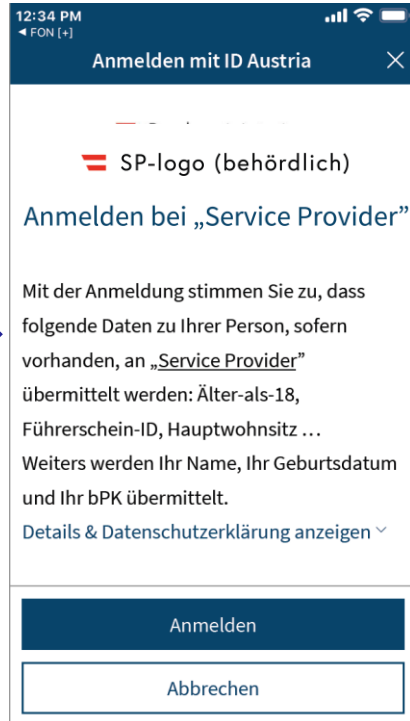 12:34 PM
◄ FON [+]
Anmelden mit ID Austria
SP-logo (behördlich)
Anmelden bei „Service Provider”
Mit der Anmeldung stimmen Sie zu, dass
folgende Daten zu Ihrer Person, sofern
vorhanden, an „Service Provider”
übermittelt werden: Älter-als-18,
Führerschein-ID, Hauptwohnsitz ...
Weiters werden Ihr Name, Ihr Geburtsdatum
und Ihr bPK übermittelt.
Details & Datenschutzerklärung anzeigen
Anmelden
Abbrechen